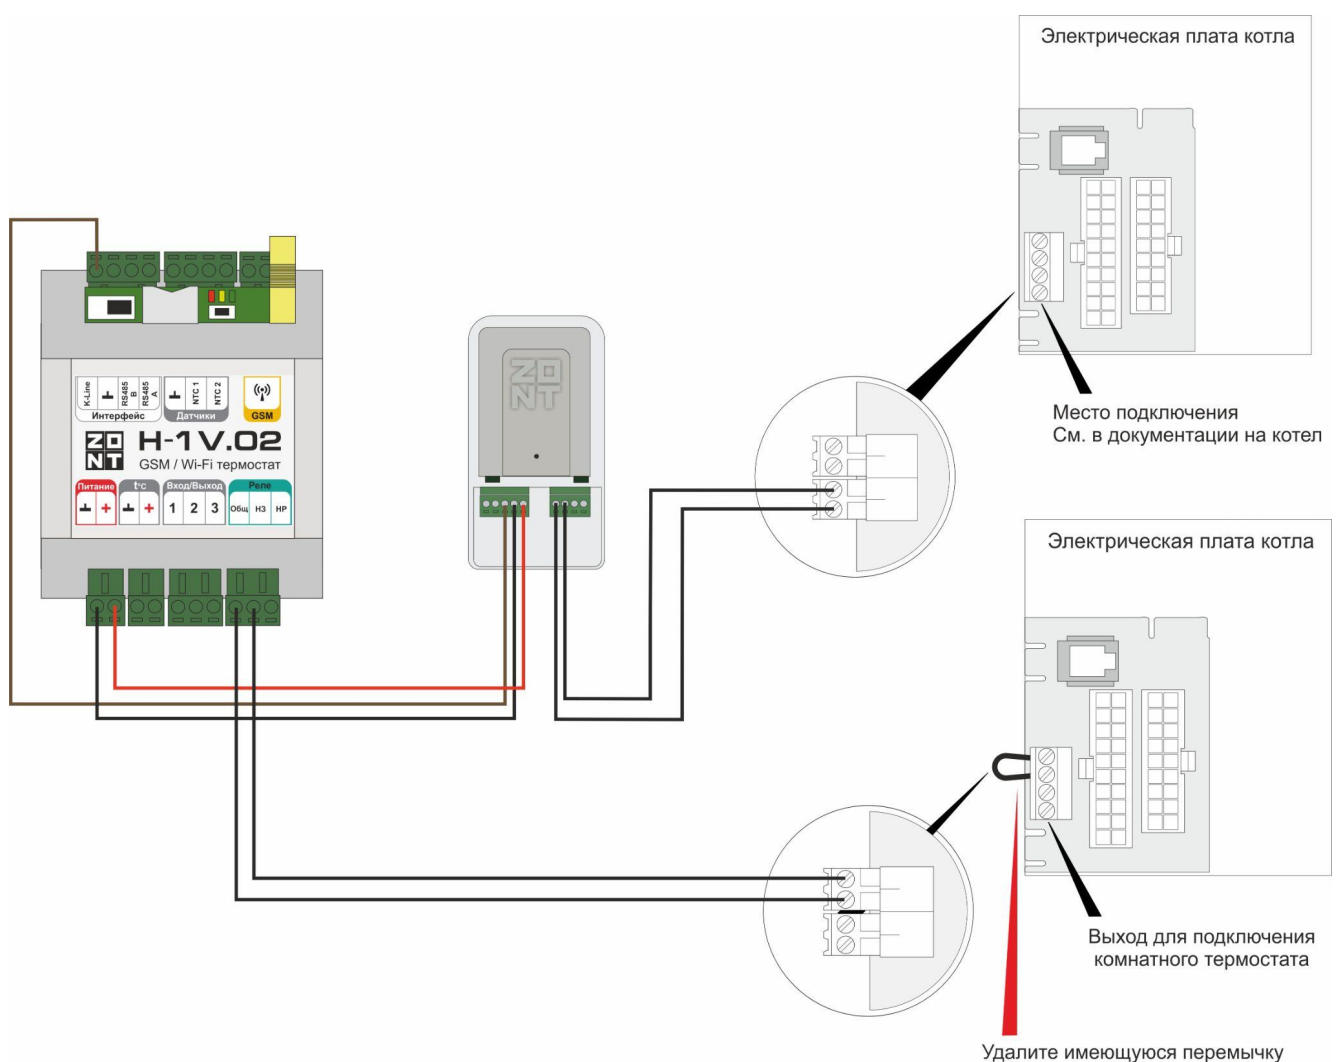 Электрическая плата котла
Место подключения
См. в документации на котел
K-Line
RS485
B
RS485
A
NTC 1
NTC 2
Интерфейс
Датчики
GSM
ZONT
H-1V.02
GSM / Wi-Fi термостат
Питание
t°C
Вход/Выход
Реле
+
+
1 2 3
Общ НЗ НР
ZONT
Электрическая плата котла
Выход для подключения
комнатного термостата
Удалите имеющуюся перемычку